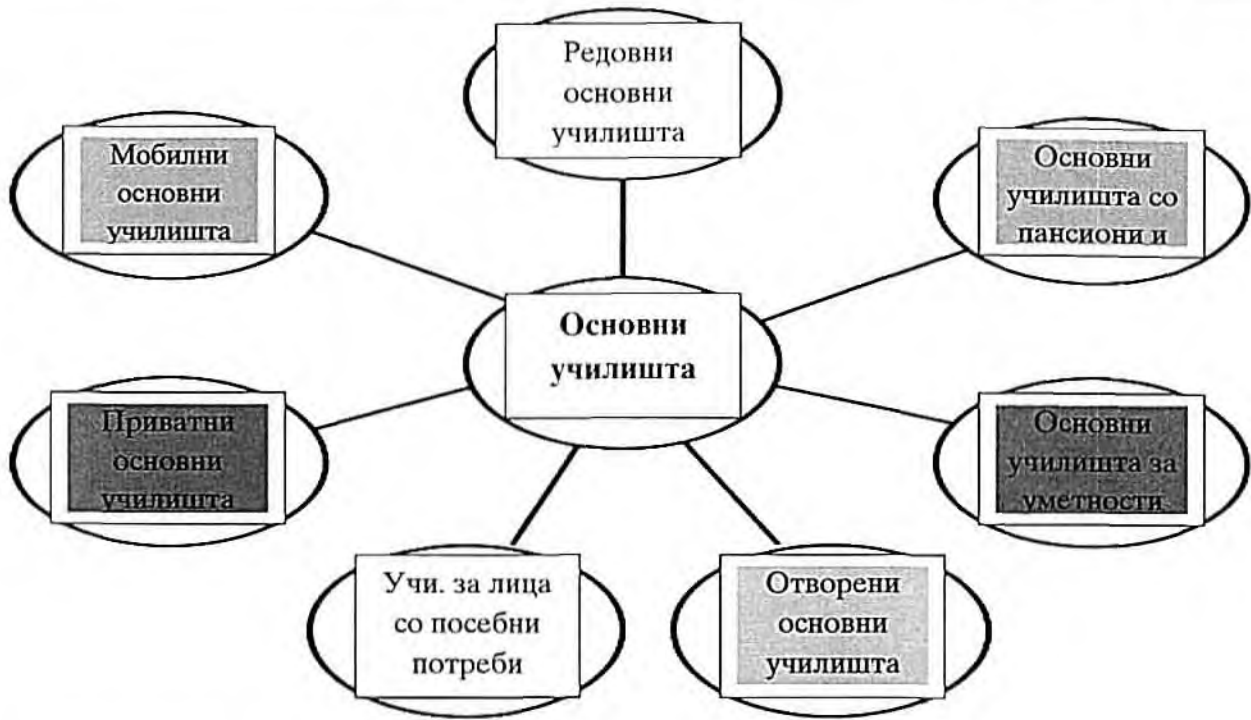 Редовни
основни
училишта
Мобилни
основни
училишта
Основни
училишта со
пансиони и
Основни
училишта
Приватни
основни
училишта
Основни
училишта за
уметности
Учи. за лица
со посебни
потреби
Отворени
основни
училишта